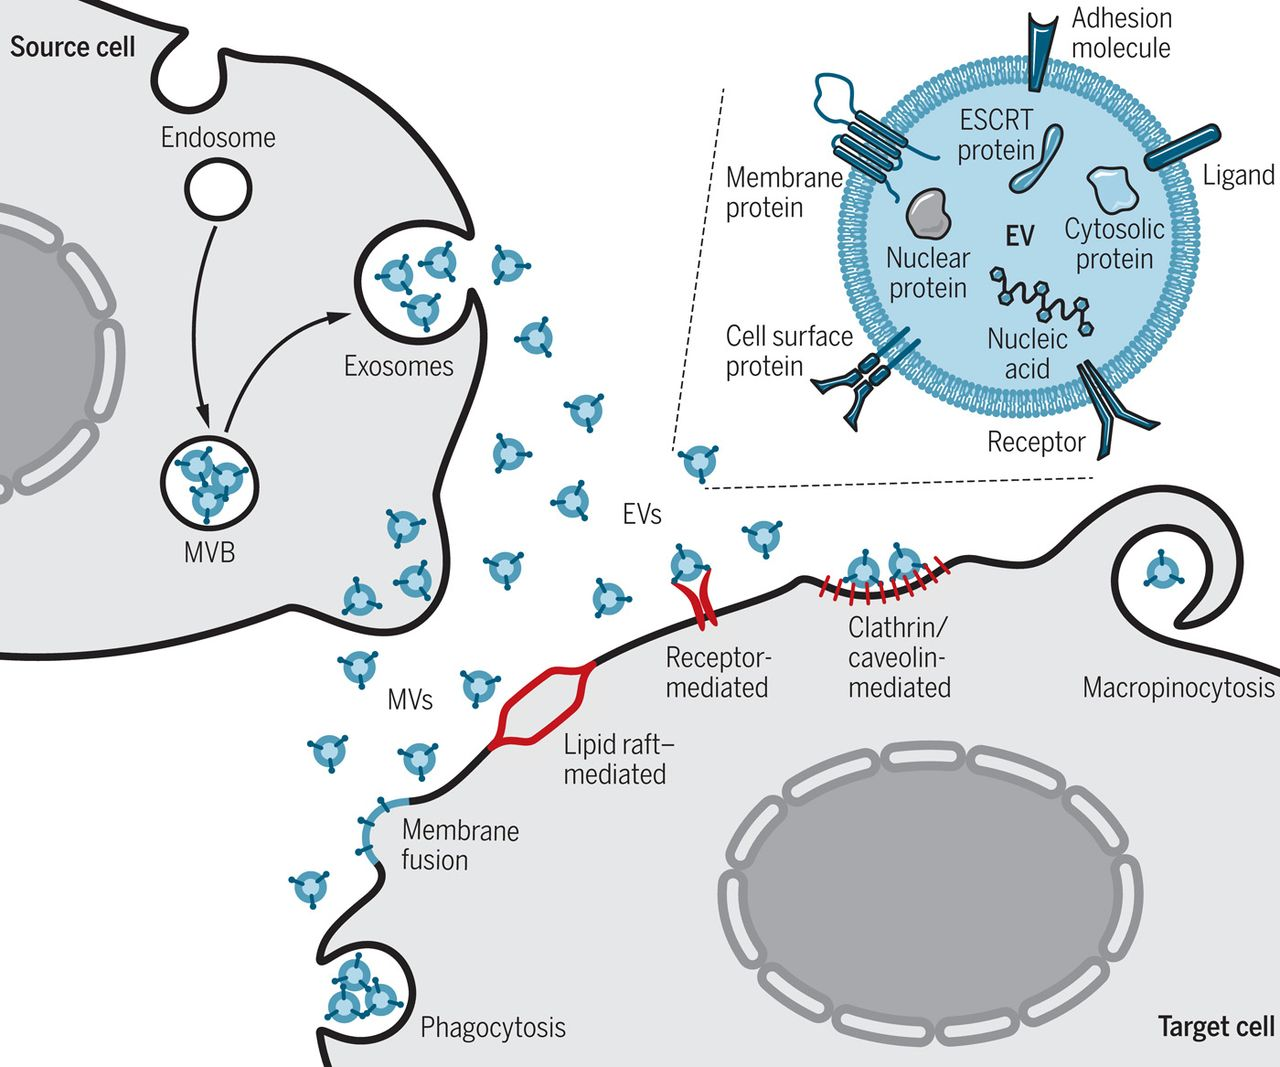 Source cell
Endosome
Exosomes
MVB
Adhesion
molecule
ESCRT
protein
Membrane
protein
Ligand
Nuclear
protein
EV
Cytosolic
protein
Cell surface
protein
Nucleic
acid
Receptor
EVs
MVs
Receptor-
mediated
Clathrin/
caveolin-
mediated
Macropinocytosis
Lipid raft–
mediated
Membrane
fusion
Phagocytosis
Target cell